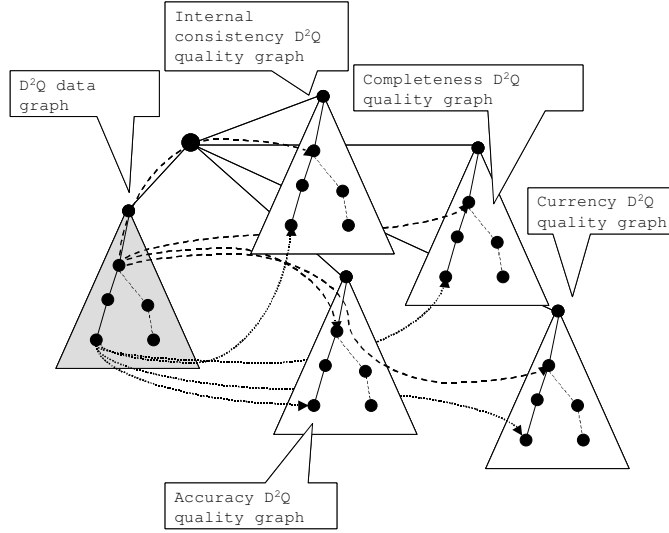 Internal
consistency D²Q
quality graph
D²Q data
graph
Completeness D²Q
quality graph
Currency D²Q
quality graph
Accuracy D²Q
quality graph